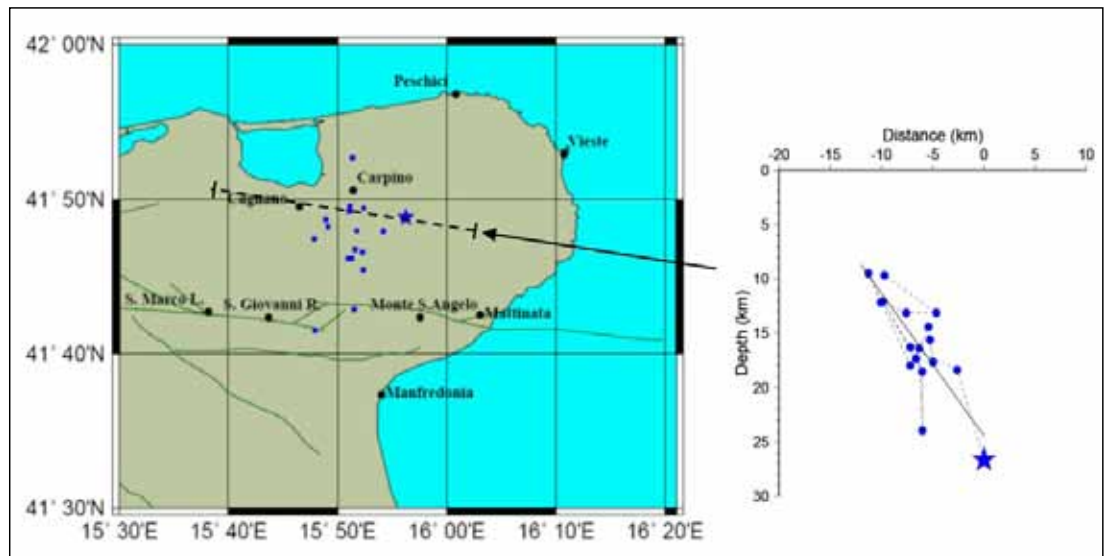 42° 00'N
41° 50'N
41° 40'N
41° 30'N
15° 30'E
15° 40'E
15° 50'E
16° 00'E
16° 10'E
16° 20'E
Peschici
Vieste
Carpino
Cagnano
S. Marco L.
S. Giovanni R.
Monte S.Angelo
Mattinata
Manfredonia
Distance (km)
-20
-15
-10
-5
0
5
10
Depth (km)
0
5
10
15
20
25
30